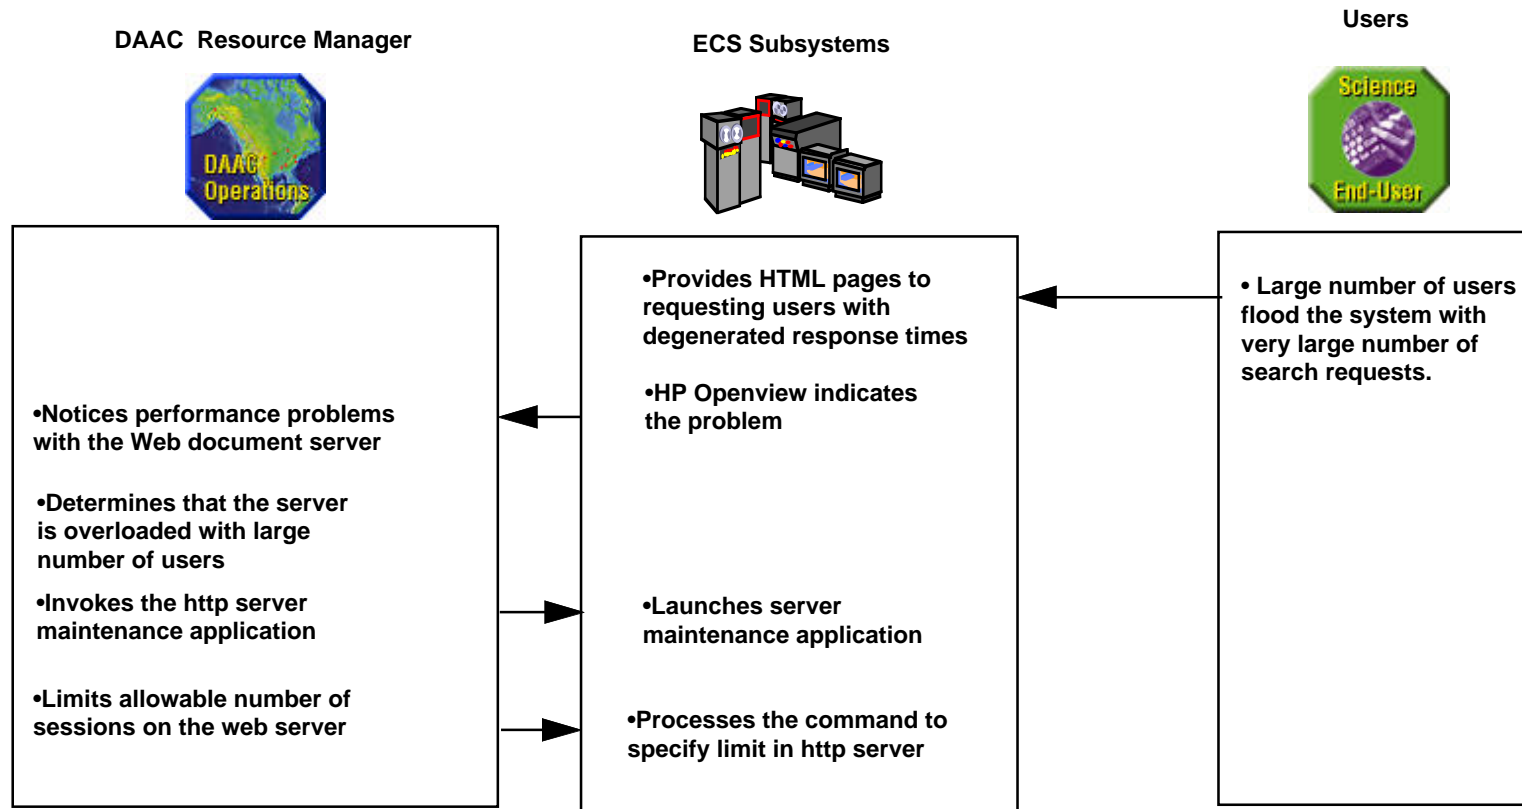 DAAC  Resource Manager
ECS Subsystems
Users
DAAC
Operations
Science
End-User
•Notices performance problems
with the Web document server
•Determines that the server
is overloaded with large
number of users
•Invokes the http server
maintenance application
•Limits allowable number of
sessions on the web server
•Provides HTML pages to
requesting users with
degenerated response times
•HP Openview indicates
the problem
•Launches server
maintenance application
•Processes the command to
specify limit in http server
• Large number of users
flood the system with
very large number of
search requests.